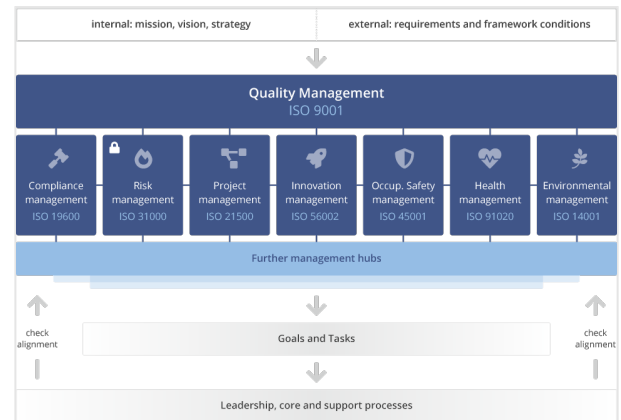 internal: mission, vision, strategy
external: requirements and framework conditions
Quality Management
ISO 9001
Compliance
management
ISO 19600
Risk
management
ISO 31000
Project
management
ISO 21500
Innovation
management
ISO 56002
Occup. Safety
management
ISO 45001
Health
management
ISO 91020
Environmental
management
ISO 14001
Further management hubs
check
alignment
Goals and Tasks
check
alignment
Leadership, core and support processes